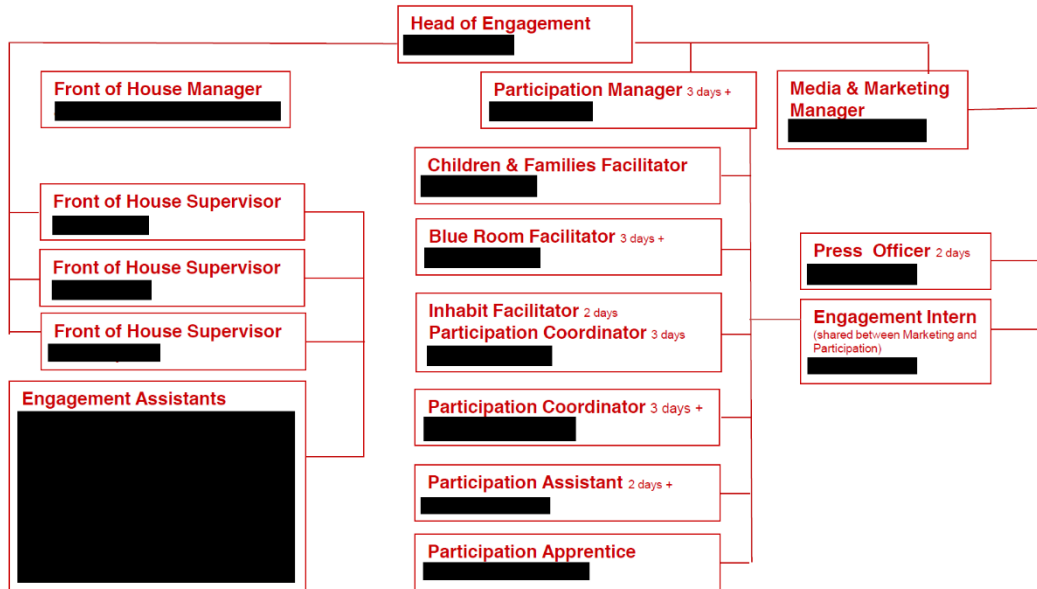 Head of Engagement
Front of House Manager
Participation Manager 3 days +
Media & Marketing
Manager
Children & Families Facilitator
Front of House Supervisor
Blue Room Facilitator 3 days +
Press Officer 2 days
Front of House Supervisor
Inhabit Facilitator 2 days
Participation Coordinator 3 days
Engagement Intern
(shared between Marketing and
Participation)
Front of House Supervisor
Engagement Assistants
Participation Coordinator 3 days +
Participation Assistant 2 days +
Participation Apprentice